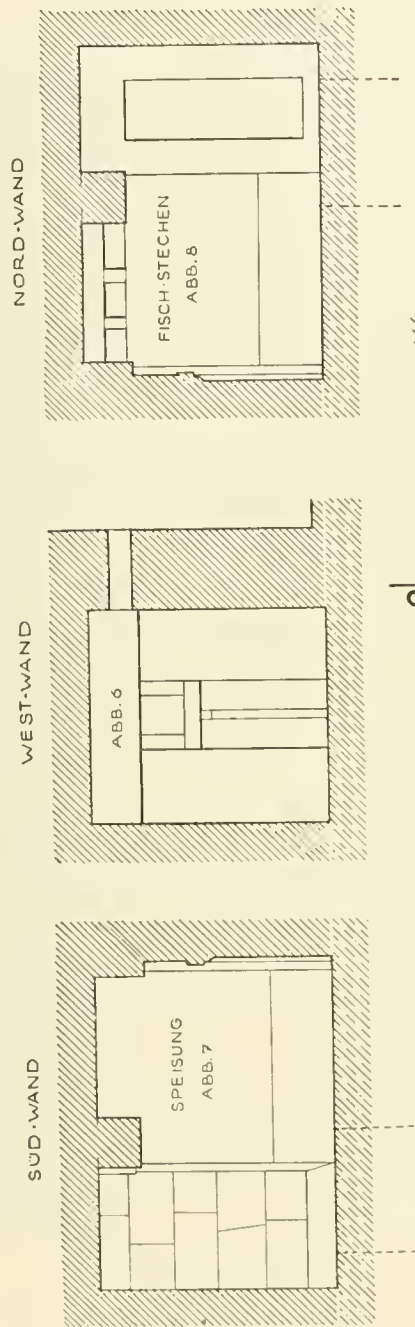 SÜD·WAND
SPEISUNG
ABB.7
WEST·WAND
ABB.6
NORD·WAND
FISCH·STECHEN
ABB.8